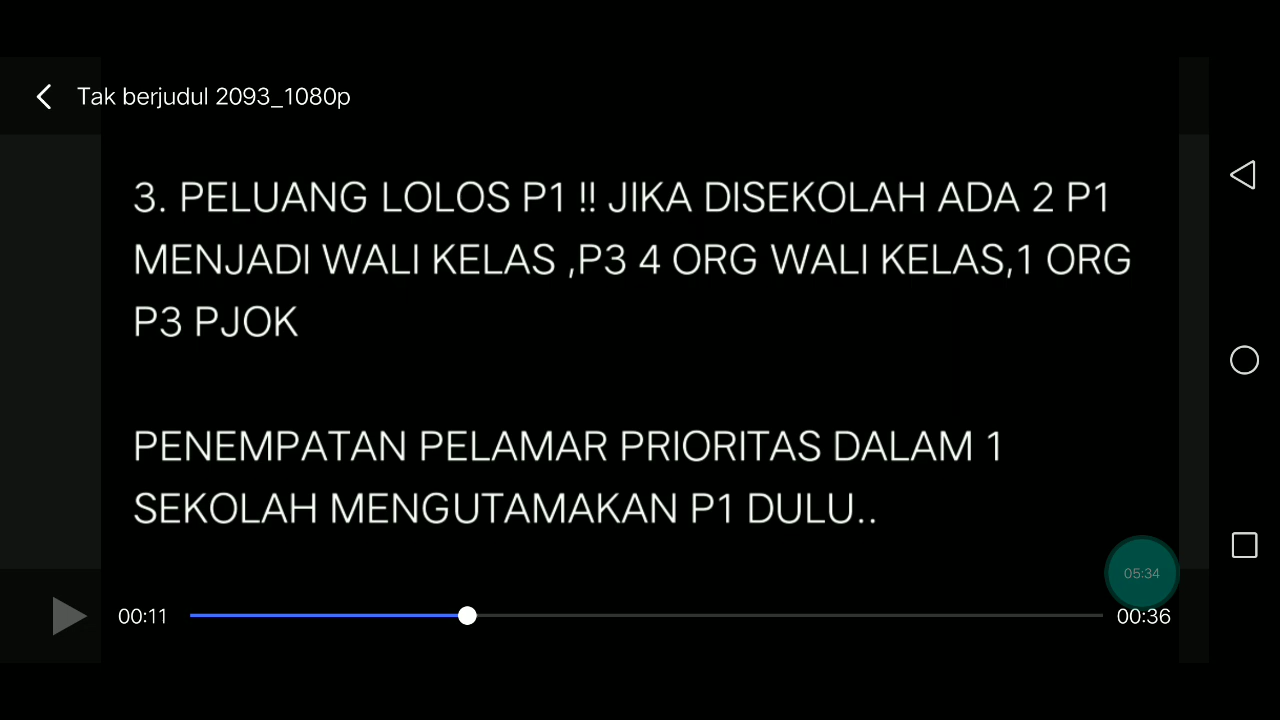 Tak berjudul 2093_1080p
3. PELUANG LOLOS P1 !! JIKA DISEKOLAH ADA 2 P1
MENJADI WALI KELAS ,P3 4 ORG WALI KELAS,1 ORG
P3 PJOK
PENEMPATAN PELAMAR PRIORITAS DALAM 1
SEKOLAH MENGUTAMAKAN P1 DULU..
05:34
00:11
00:36